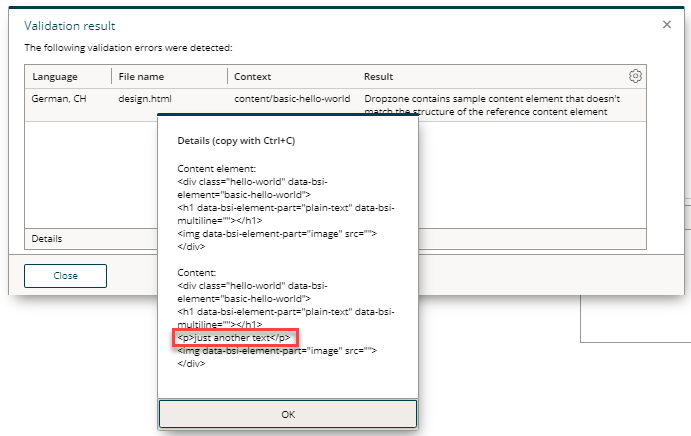 Validation result
The following validation errors were detected:
Language File name Context Result
German, CH design.html content/basic-hello-world Dropzone contains sample content element that doesn't
match the structure of the reference content element
Details (copy with Ctrl+C)
Content element:
<div class="hello-world" data-bsi-
element="basic-hello-world">
<h1 data-bsi-element-part="plain-text" data-bsi-
multiline=""></h1>
<img data-bsi-element-part="image" src="">
</div>
Content:
<div class="hello-world" data-bsi-
element="basic-hello-world">
<h1 data-bsi-element-part="plain-text" data-bsi-
multiline=""></h1>
<p>just another text</p>
<img data-bsi-element-part="image" src="">
</div>
OK
Details
Close